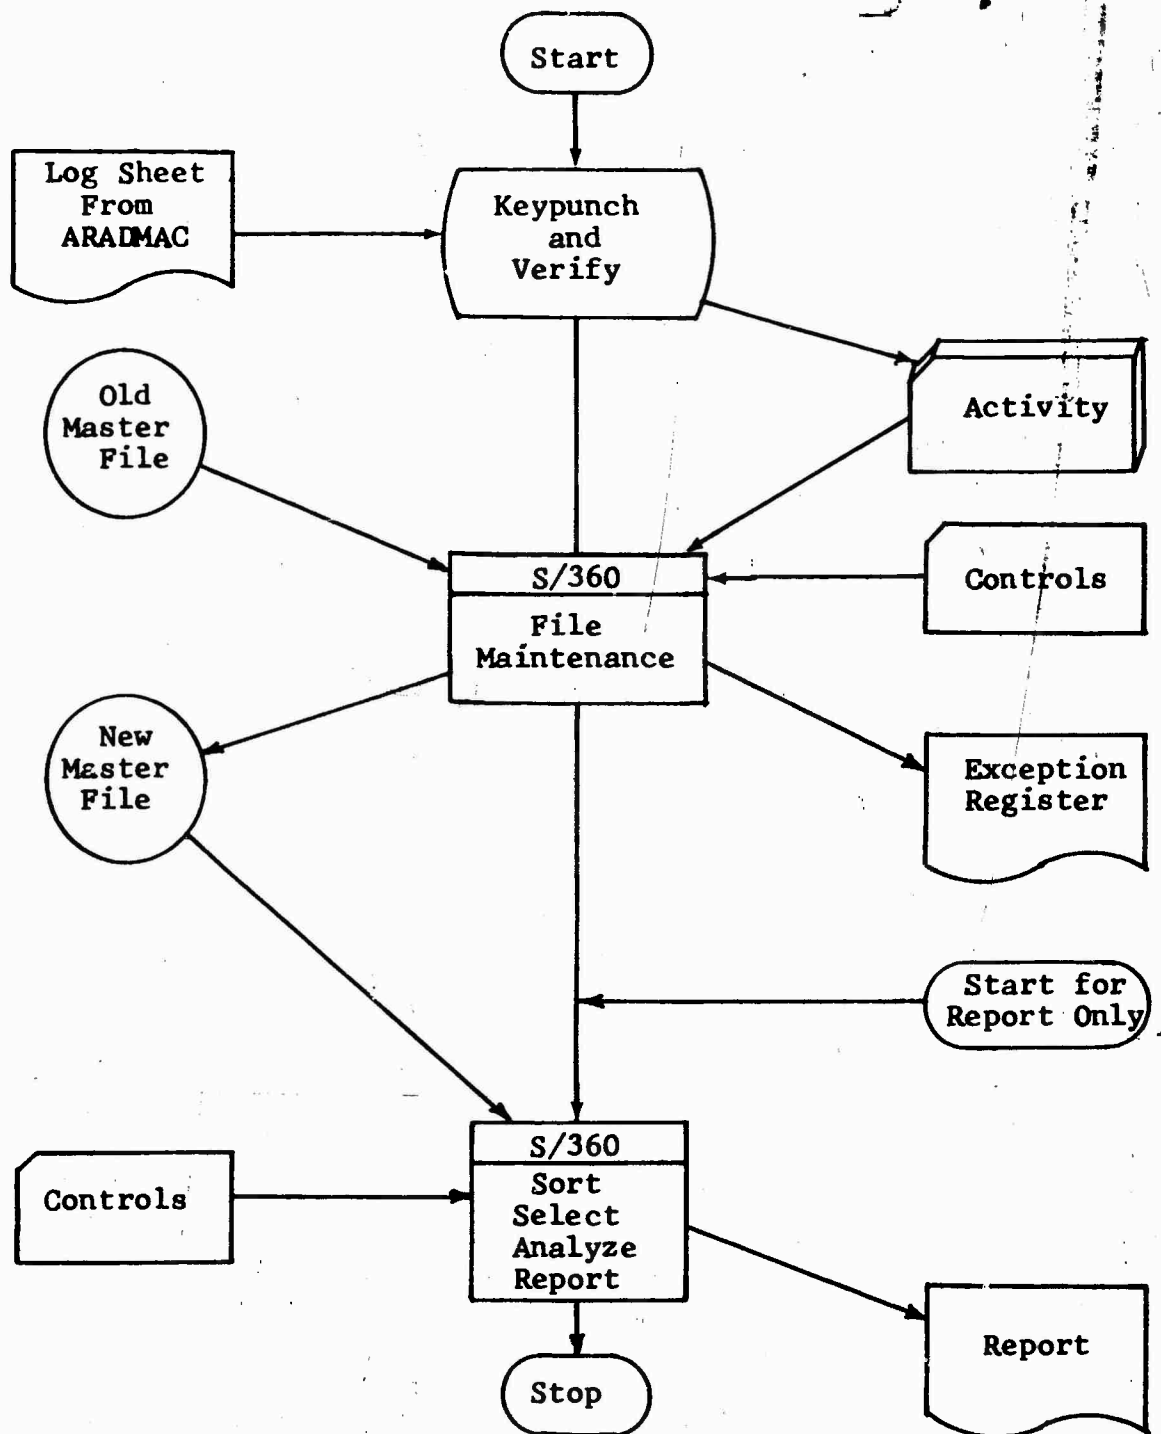 Start
Log Sheet
From
ARADMAC
Keypunch
and
Verify
Old
Master
File
Activity
S/360
File
Maintenance
Controls
New
Master
File
Exception
Register
Start for
Report Only
Controls
S/360
Sort
Select
Analyze
Report
Report
Stop